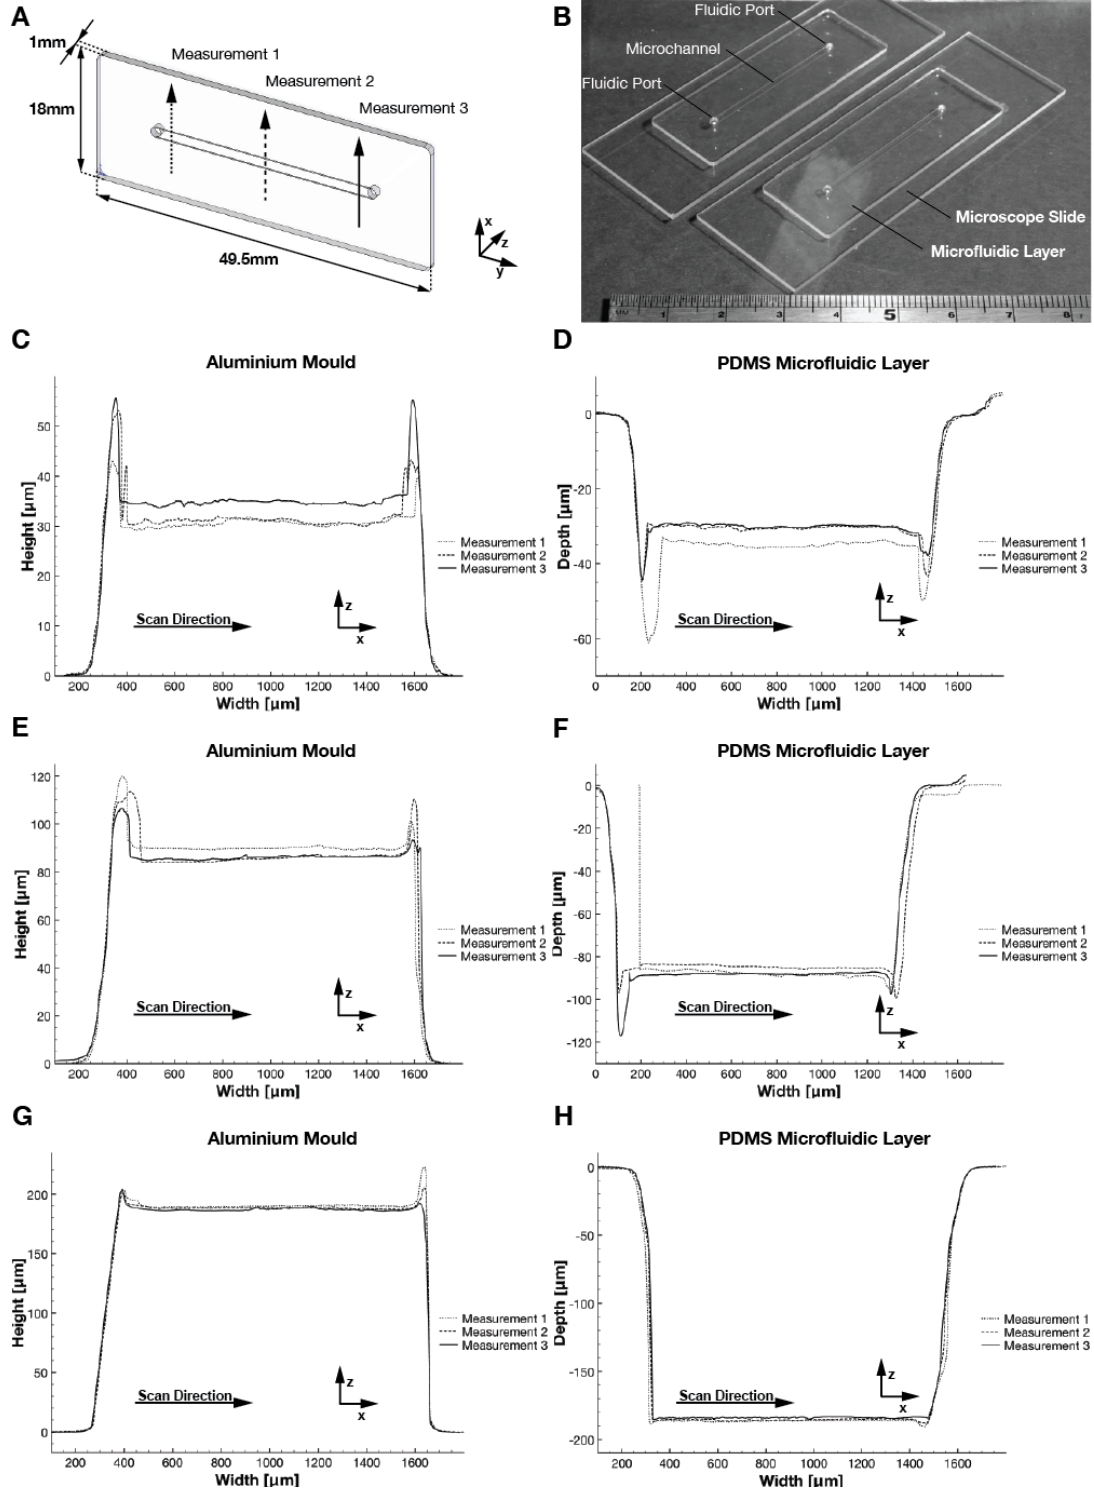 A
1mm
18mm
Measurement 1
Measurement 2
Measurement 3
49.5mm
x
z
y
B
Fluidic Port
Microchannel
Fluidic Port
Microscope Slide
Microfluidic Layer
MM 1 2 3 4 5 6 7 8
C
Aluminium Mould
Height [µm]
50
40
30
20
10
0
Measurement 1
Measurement 2
Measurement 3
Scan Direction
z
x
200 400 600 800 1000 1200 1400 1600
Width [µm]
D
PDMS Microfluidic Layer
Depth [µm]
0
-20
-40
-60
Measurement 1
Measurement 2
Measurement 3
Scan Direction
z
x
0 200 400 600 800 1000 1200 1400 1600
Width [µm]
E
Aluminium Mould
Height [µm]
120
100
80
60
40
20
0
Measurement 1
Measurement 2
Measurement 3
Scan Direction
z
x
200 400 600 800 1000 1200 1400 1600
Width [µm]
F
PDMS Microfluidic Layer
Depth [µm]
0
-20
-40
-60
-80
-100
-120
Measurement 1
Measurement 2
Measurement 3
Scan Direction
z
x
0 200 400 600 800 1000 1200 1400 1600
Width [µm]
G
Aluminium Mould
Height [µm]
200
150
100
50
0
Measurement 1
Measurement 2
Measurement 3
Scan Direction
z
x
200 400 600 800 1000 1200 1400 1600
Width [µm]
H
PDMS Microfluidic Layer
Depth [µm]
0
-50
-100
-150
-200
Measurement 1
Measurement 2
Measurement 3
Scan Direction
z
x
200 400 600 800 1000 1200 1400 1600
Width [µm]